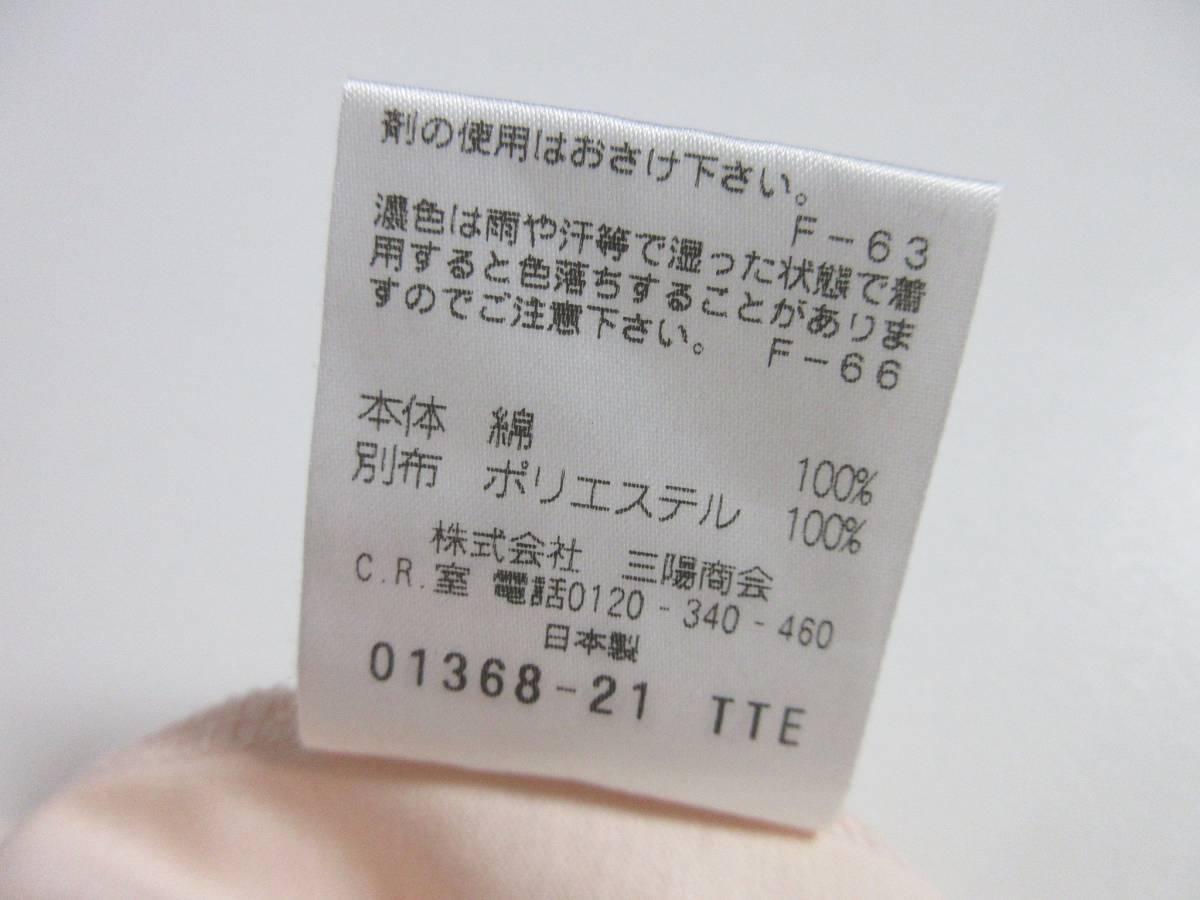 剤の使用はおさけ下さい。
F-63
濃色は雨や汗等で湿った状態で着
用すると色落ちすることがありま
すのでご注意下さい。 F-66
本体 綿 100%
別布 ポリエステル 100%
株式会社 三陽商会
C.R.室 電話0120-340-460
日本製
01368-21 TTE